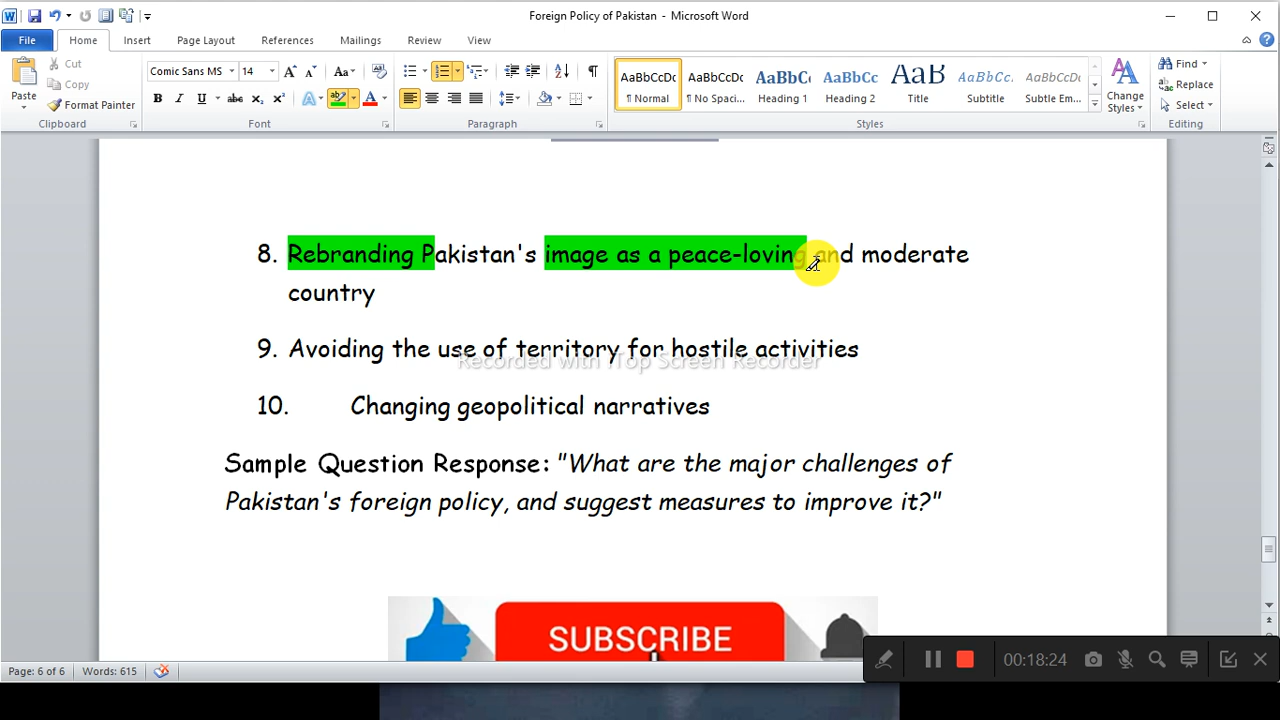 Foreign Policy of Pakistan - Microsoft Word
File Home Insert Page Layout References Mailings Review View
Cut
Copy
Format Painter
Paste
Comic Sans MS 14
Aa
B I U abc x₂ x²
AaBbCcDc AaBbCcDc AaBbC AaBbCc AaB AaBbCc. AaBbCcDc
¶ Normal ¶ No Spaci... Heading 1 Heading 2 Title Subtitle Subtle Em...
Change
Styles
Find
Replace
Select
Clipboard Font Paragraph Styles Editing
8. Rebranding Pakistan's image as a peace-loving and moderate
country
9. Avoiding the use of territory for hostile activities
Recorded with iTop Screen Recorder
10. Changing geopolitical narratives
Sample Question Response: "What are the major challenges of
Pakistan's foreign policy, and suggest measures to improve it?"
SUBSCRIBE
00:18:24
Page: 6 of 6 Words: 615